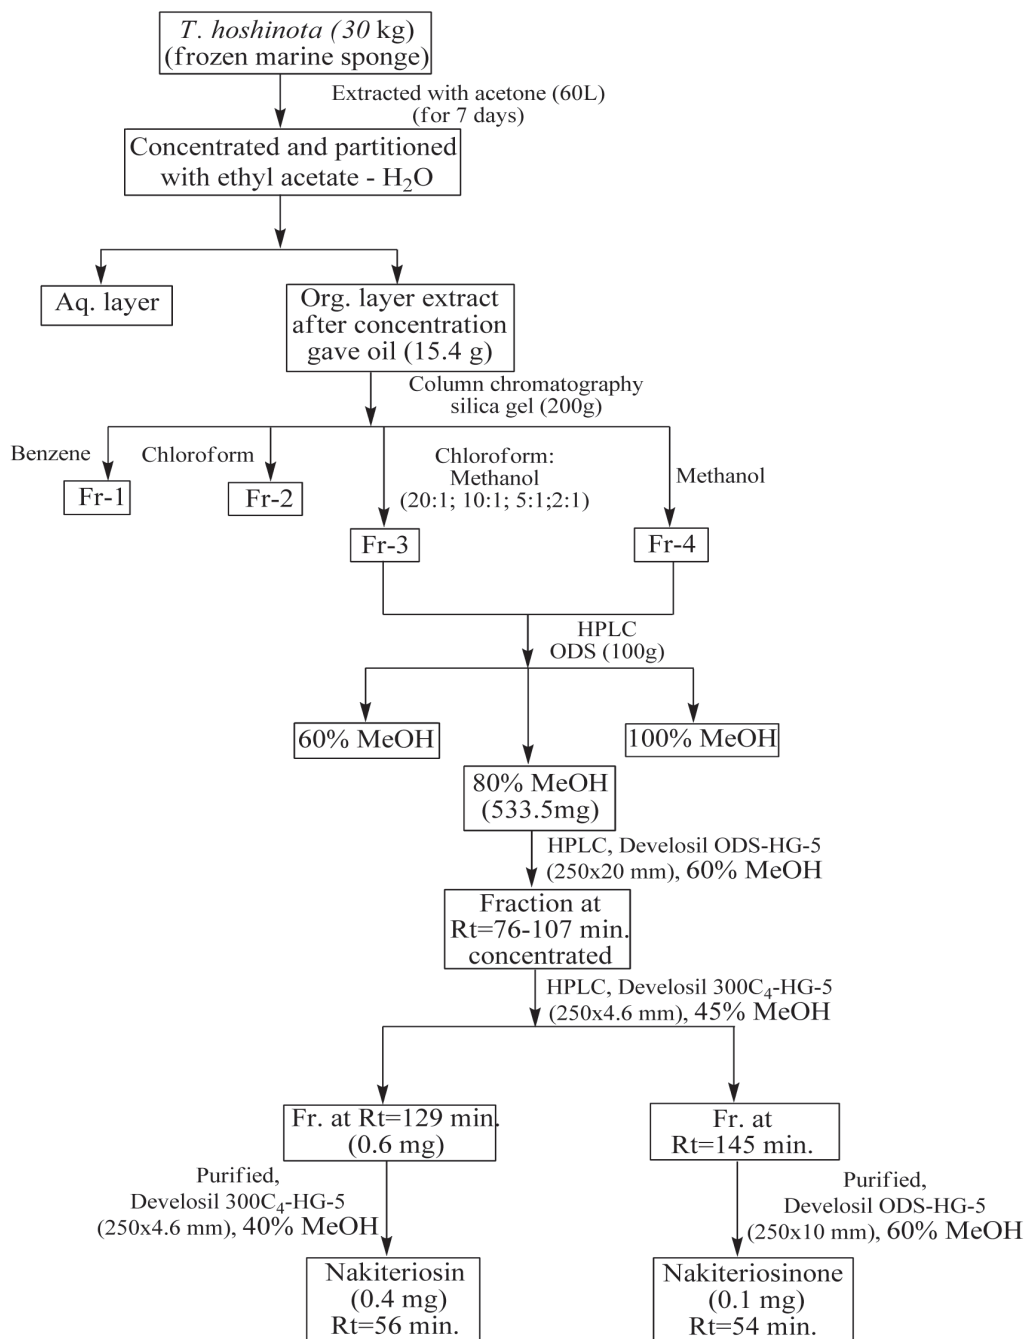 T. hoshinota (30 kg)
(frozen marine sponge)
Extracted with acetone (60L)
(for 7 days)
Concentrated and partitioned
with ethyl acetate - H₂O
Aq. layer
Org. layer extract
after concentration
gave oil (15.4 g)
Column chromatography
silica gel (200g)
Benzene
Chloroform
Chloroform:
Methanol
(20:1; 10:1; 5:1;2:1)
Methanol
Fr-1
Fr-2
Fr-3
Fr-4
HPLC
ODS (100g)
60% MeOH
100% MeOH
80% MeOH
(533.5mg)
HPLC, Develosil ODS-HG-5
(250x20 mm), 60% MeOH
Fraction at
Rt=76-107 min.
concentrated
HPLC, Develosil 300C₄-HG-5
(250x4.6 mm), 45% MeOH
Fr. at Rt=129 min.
(0.6 mg)
Fr. at
Rt=145 min.
Purified,
Develosil 300C₄-HG-5
(250x4.6 mm), 40% MeOH
Purified,
Develosil ODS-HG-5
(250x10 mm), 60% MeOH
Nakiteriosin
(0.4 mg)
Rt=56 min.
Nakiteriosinone
(0.1 mg)
Rt=54 min.